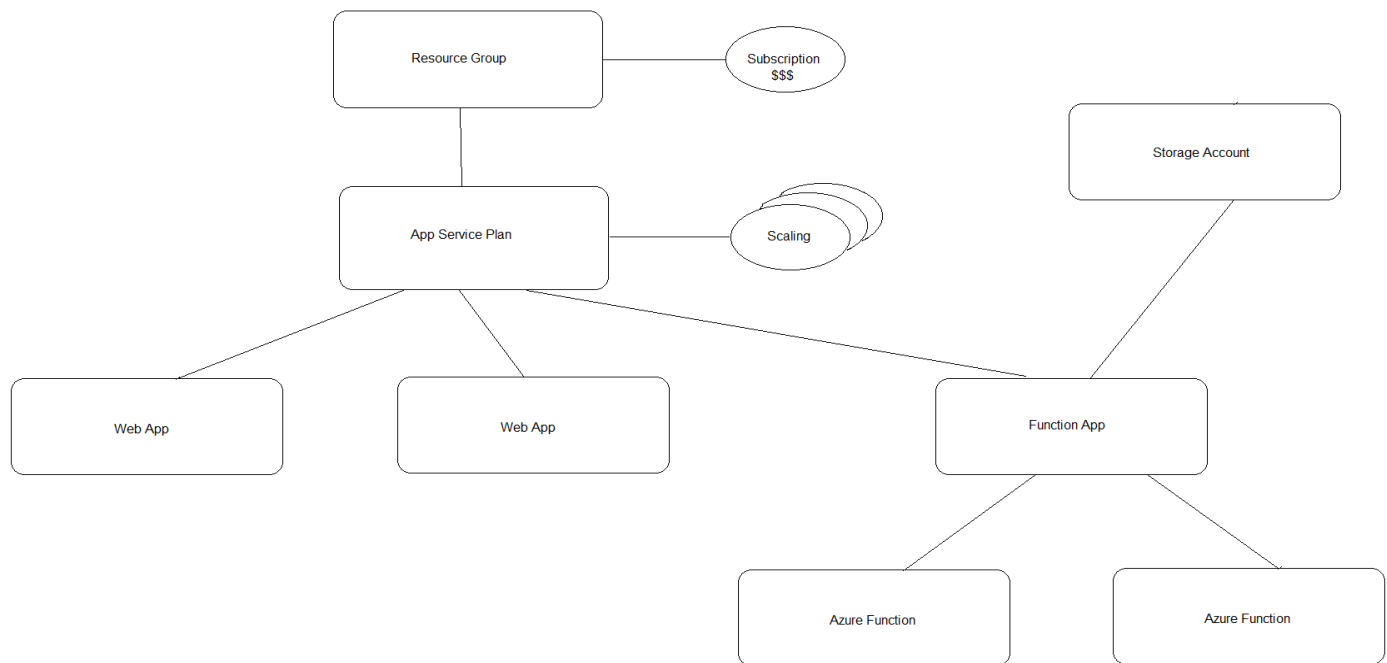 Resource Group
Subscription
$$$
Storage Account
App Service Plan
Scaling
Web App
Web App
Function App
Azure Function
Azure Function